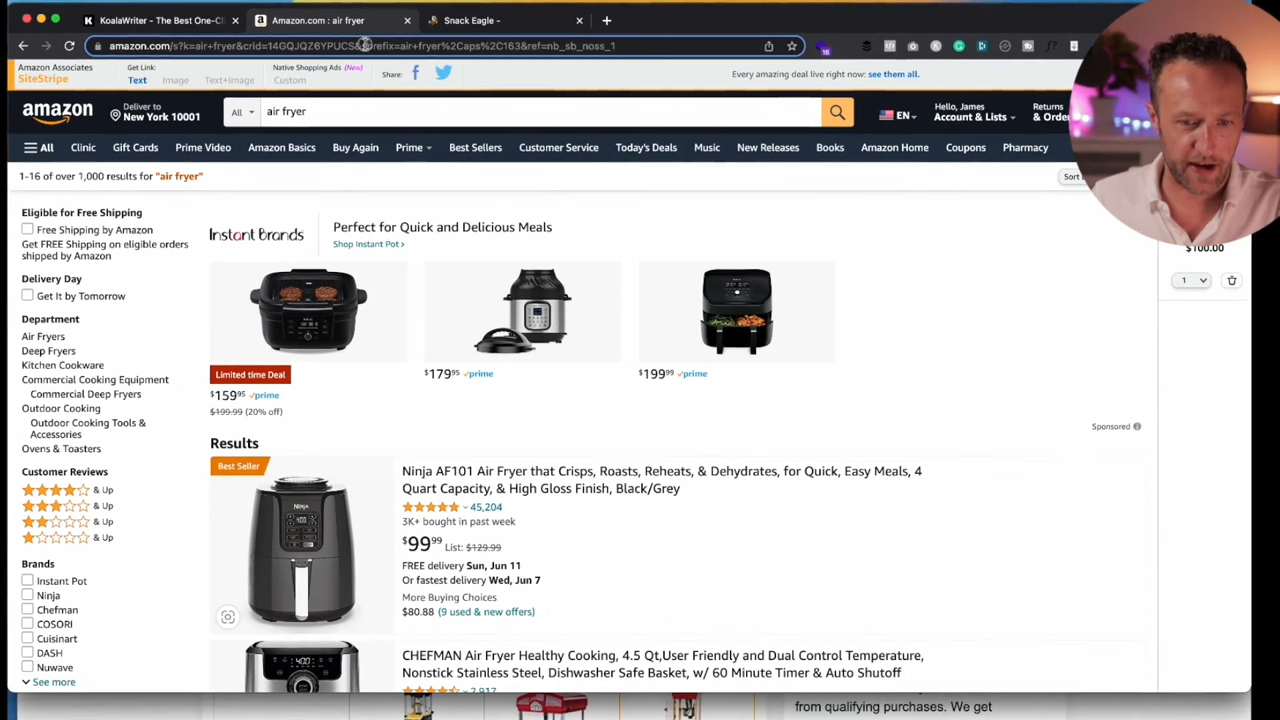 KoalaWriter - The Best One-Cl
Amazon.com : air fryer
Snack Eagle -
amazon.com/s?k=air+fryer&crid=14GQJQZ6YPUCS&sprefix=air+fryer%2Caps%2C163&ref=nb_sb_noss_1
Amazon Associates
SiteStripe
Get Link:
Text Image Text+Image
Native Shopping Ads (New)
Custom
Share:
Every amazing deal live right now: see them all.
amazon
Deliver to
New York 10001
All
air fryer
EN
Hello, James
Account & Lists
Returns
& Orde
All Clinic Gift Cards Prime Video Amazon Basics Buy Again Prime Best Sellers Customer Service Today's Deals Music New Releases Books Amazon Home Coupons Pharmacy
1-16 of over 1,000 results for "air fryer"
Sort
Eligible for Free Shipping
Free Shipping by Amazon
Get FREE Shipping on eligible orders
shipped by Amazon
Delivery Day
Get It by Tomorrow
Department
Air Fryers
Deep Fryers
Kitchen Cookware
Commercial Cooking Equipment
Commercial Deep Fryers
Outdoor Cooking
Outdoor Cooking Tools &
Accessories
Ovens & Toasters
Customer Reviews
& Up
& Up
& Up
& Up
Brands
Instant Pot
Ninja
Chefman
COSORI
Cuisinart
DASH
Nuwave
See more
Instant Brands
Perfect for Quick and Delicious Meals
Shop Instant Pot ›
Limited time Deal
$159.95 prime
$199.99 (20% off)
$179.95 prime
$199.99 prime
Sponsored
Results
Best Seller
Ninja AF101 Air Fryer that Crisps, Roasts, Reheats, & Dehydrates, for Quick, Easy Meals, 4
Quart Capacity, & High Gloss Finish, Black/Grey
45,204
3K+ bought in past week
$99.99 List: $129.99
FREE delivery Sun, Jun 11
Or fastest delivery Wed, Jun 7
More Buying Choices
$80.88 (9 used & new offers)
CHEFMAN Air Fryer Healthy Cooking, 4.5 Qt,User Friendly and Dual Control Temperature,
Nonstick Stainless Steel, Dishwasher Safe Basket, w/ 60 Minute Timer & Auto Shutoff
2,917
$100.00
1
from qualifying purchases. We get